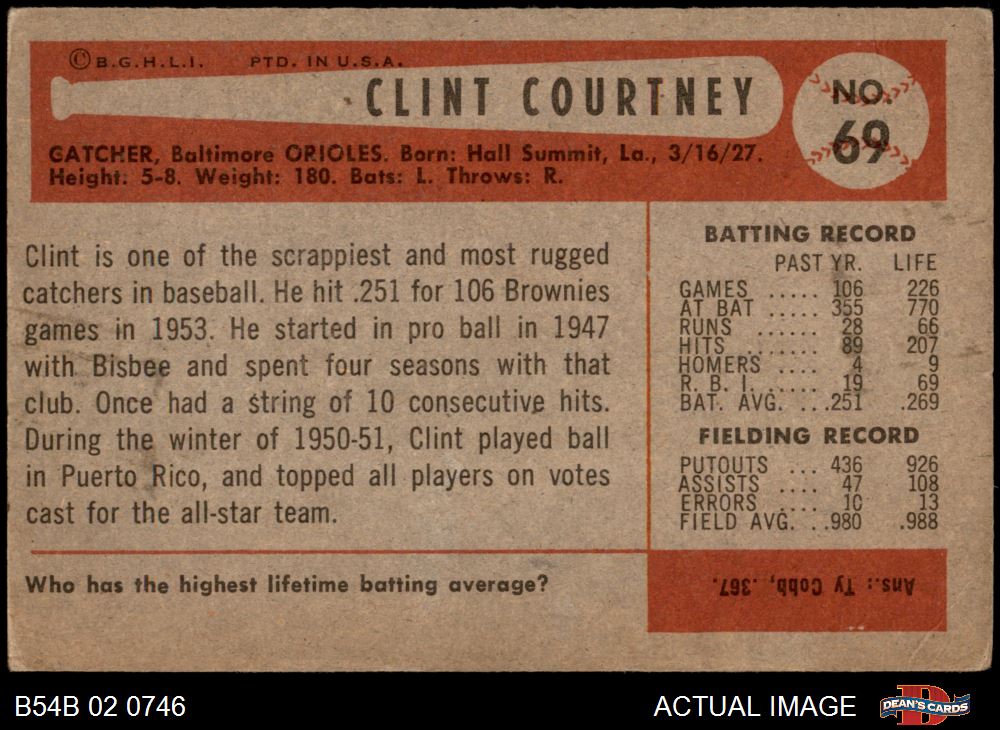 © B.G.H.L.I. PTD. IN U.S.A.
CLINT COURTNEY
NO.
69
CATCHER, Baltimore ORIOLES. Born: Hall Summit, La., 3/16/27.
Height: 5-8. Weight: 180. Bats: L. Throws: R.
Clint is one of the scrappiest and most rugged
catchers in baseball. He hit .251 for 106 Brownies
games in 1953. He started in pro ball in 1947
with Bisbee and spent four seasons with that
club. Once had a string of 10 consecutive hits.
During the winter of 1950-51, Clint played ball
in Puerto Rico, and topped all players on votes
cast for the all-star team.
BATTING RECORD
PAST YR. LIFE
GAMES ..... 106 226
AT BAT ..... 355 770
RUNS ...... 28 66
HITS ...... 89 207
HOMERS .... 4 9
R. B. I. .... 19 69
BAT. AVG. ...251 .269
FIELDING RECORD
PUTOUTS ... 436 926
ASSISTS .... 47 108
ERRORS .... 10 13
FIELD AVG. ..980 .988
Who has the highest lifetime batting average?
Ans.: Ty Cobb, .367.
B54B 02 0746
ACTUAL IMAGE
D
DEAN'S CARDS